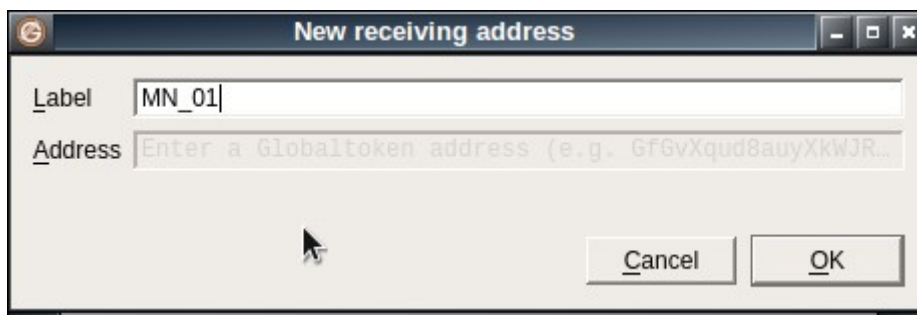 New receiving address
Label MN_01
Address Enter a Globaltoken address (e.g. GfGvXqud8auyXkWJR…
Cancel OK